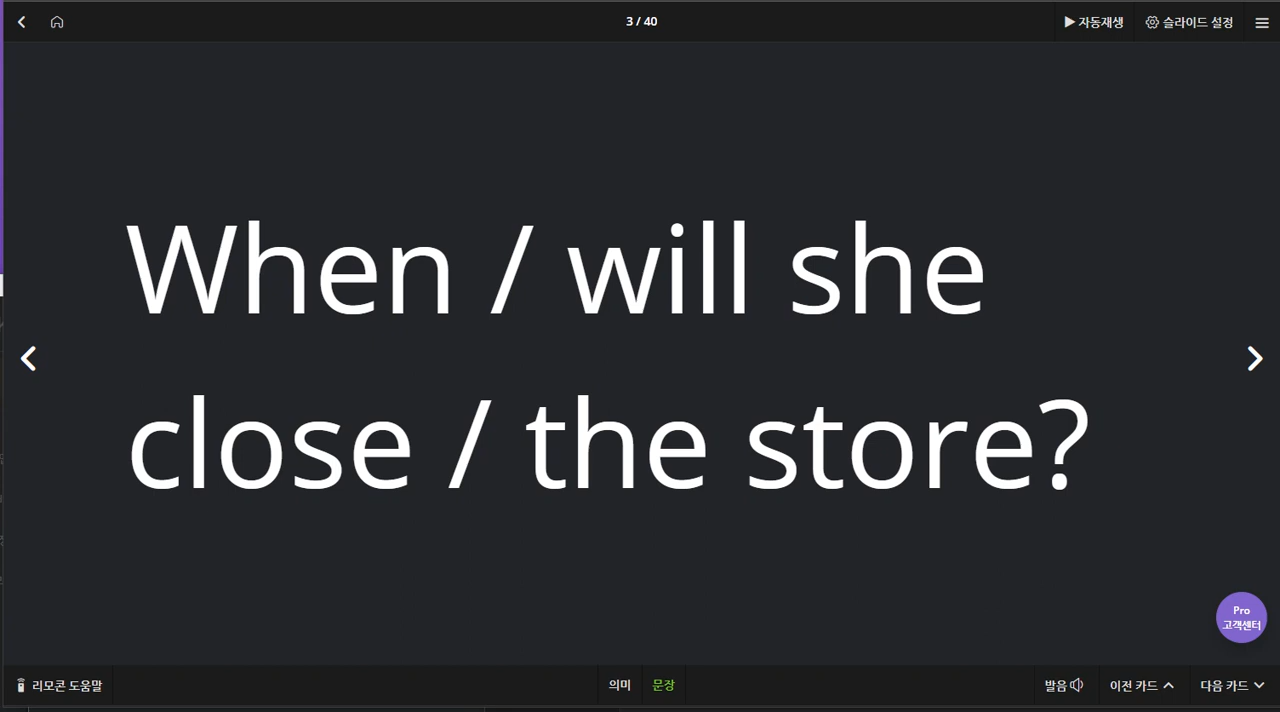 3 / 40
▶ 자동재생
슬라이드 설정
When / will she
close / the store?
Pro
고객센터
리모콘 도움말
의미
문장
발음
이전 카드
다음 카드